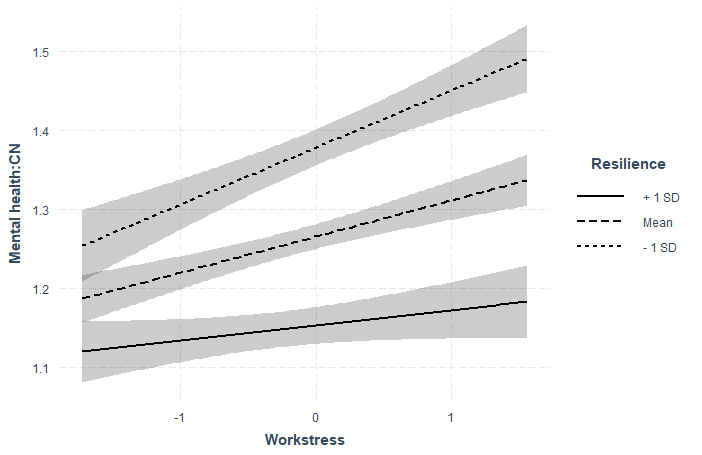 1.5
1.4
1.3
1.2
1.1
Mental health:CN
-1
0
1
Workstress
Resilience
+ 1 SD
Mean
- 1 SD